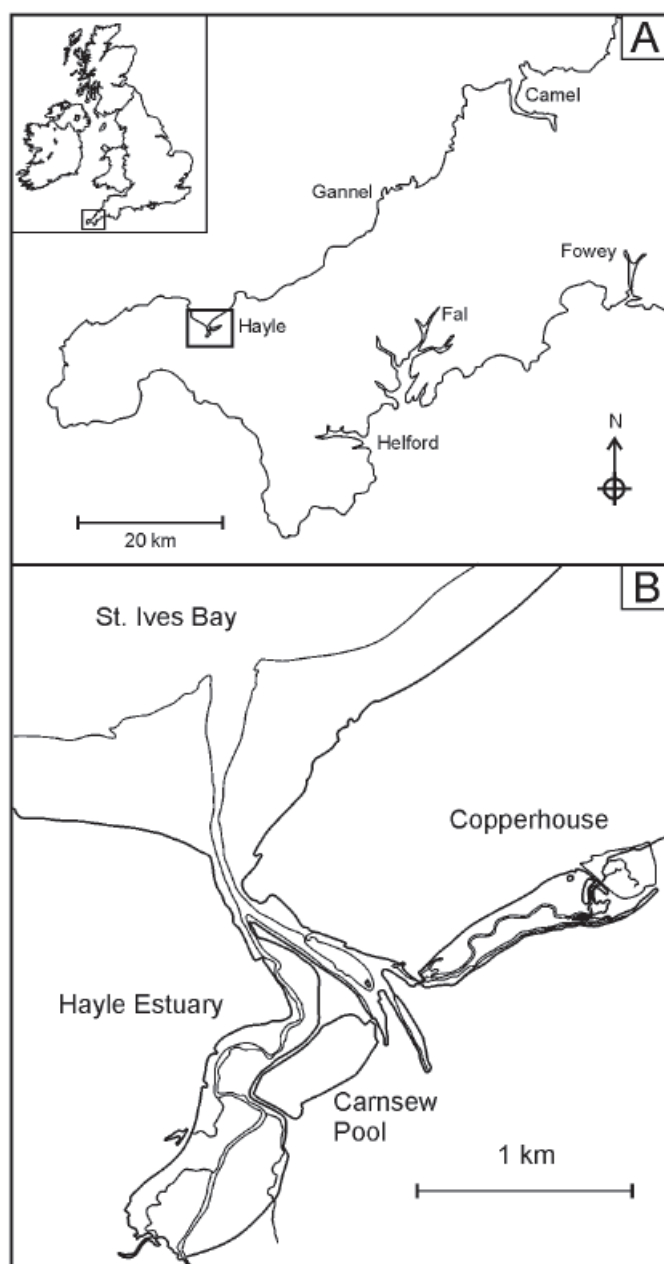 A
Camel
Gannel
Fowey
Fal
Hayle
N
Helford
20 km
B
St. Ives Bay
Copperhouse
Hayle Estuary
Carnsew
Pool
1 km